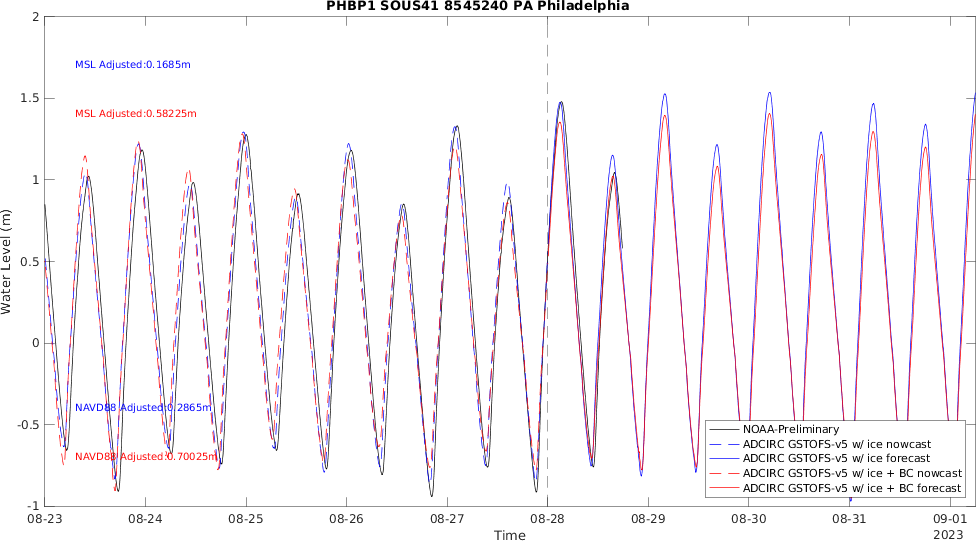 PHBP1 SOUS41 8545240 PA Philadelphia
2
1.5
1
0.5
0
-0.5
-1
Water Level (m)
MSL Adjusted:0.1685m
MSL Adjusted:0.58225m
NAVD88 Adjusted:0.2865m
NAVD88 Adjusted:0.70025m
NOAA-Preliminary
ADCIRC GSTOFS-v5 w/ ice nowcast
ADCIRC GSTOFS-v5 w/ ice forecast
ADCIRC GSTOFS-v5 w/ ice + BC nowcast
ADCIRC GSTOFS-v5 w/ ice + BC forecast
08-23 08-24 08-25 08-26 08-27 08-28 08-29 08-30 08-31 09-01
2023
Time